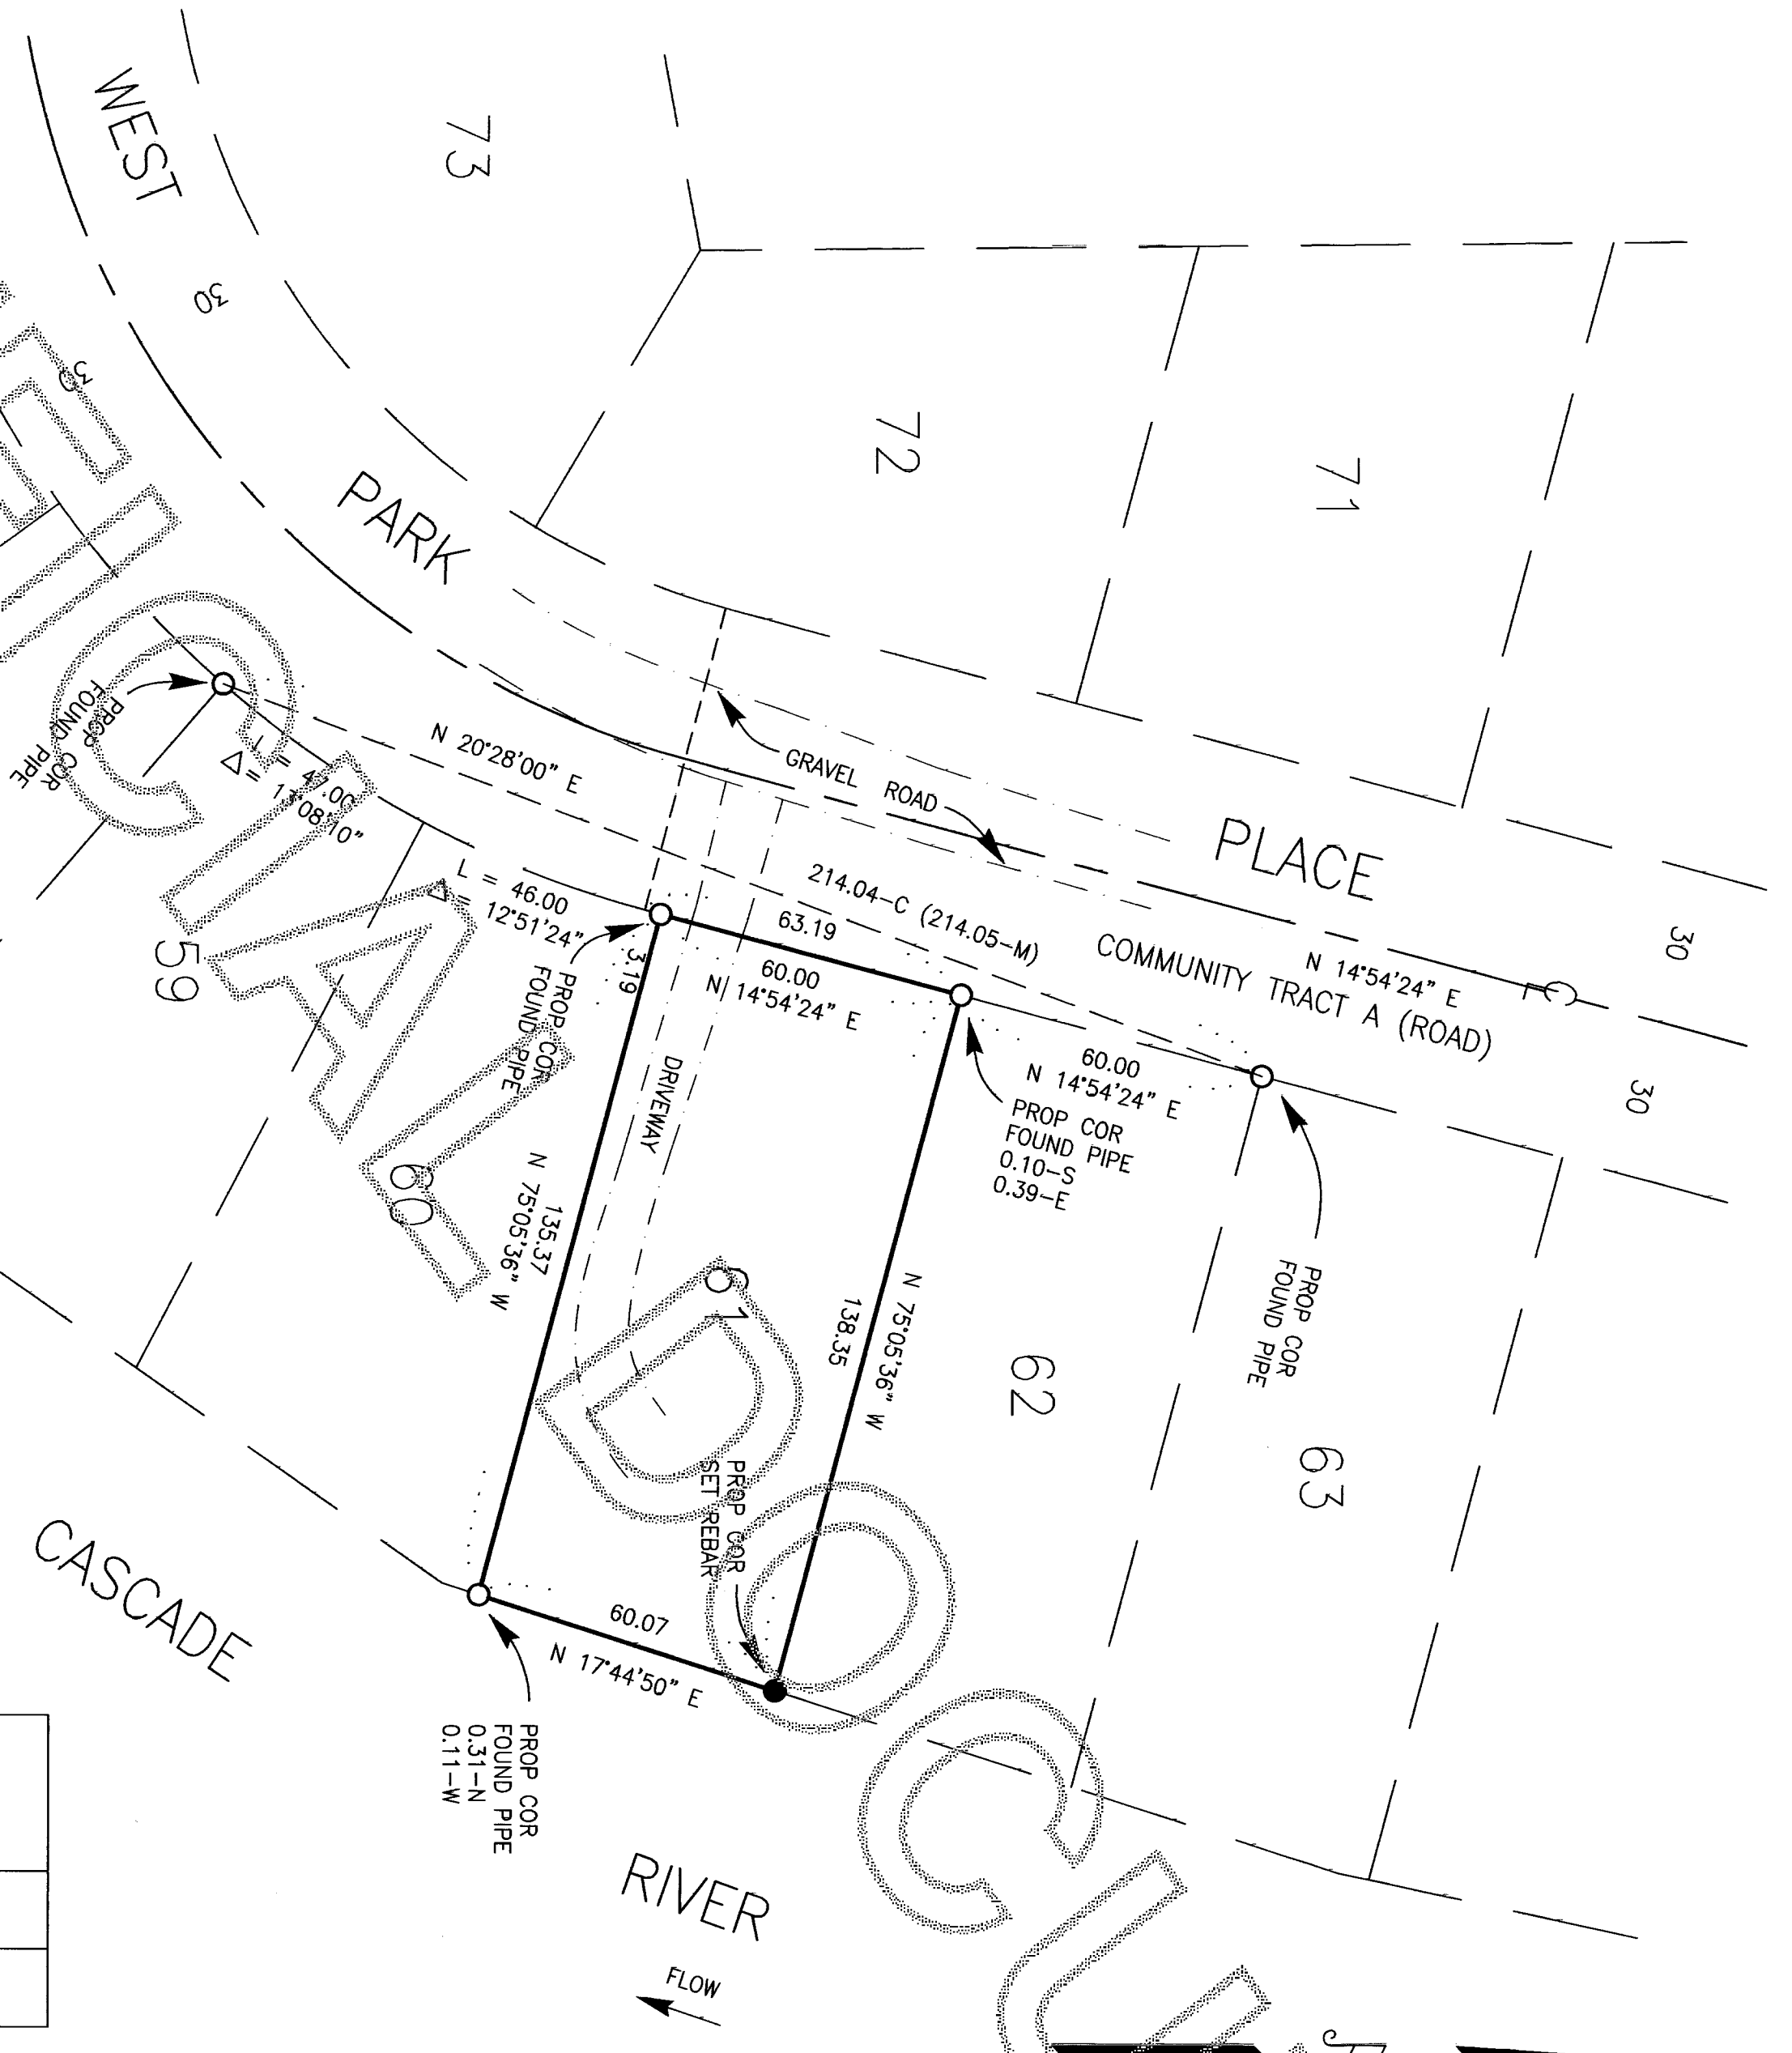 WEST
73
30
30
72
71
PARK
GRAVEL ROAD
PLACE
N 20°28'00" E
PROP COR
FOUND PIPE
L = 47.00
Δ= 13°08'10"
L = 46.00
Δ= 12°51'24"
214.04-C (214.05-M)
63.19
60.00
N 14°54'24" E
3.19
COMMUNITY TRACT A (ROAD)
N 14°54'24" E
30
30
60.00
N 14°54'24" E
PROP COR
FOUND PIPE
0.10-S
0.39-E
PROP COR
FOUND PIPE
PROP COR
FOUND PIPE
DRIVEWAY
59
60
61
62
63
135.37
N 75°05'36" W
N 75°05'36" W
138.35
PROP COR
SET REBAR
60.07
N 17°44'50" E
PROP COR
FOUND PIPE
0.31-N
0.11-W
CASCADE
RIVER
FLOW